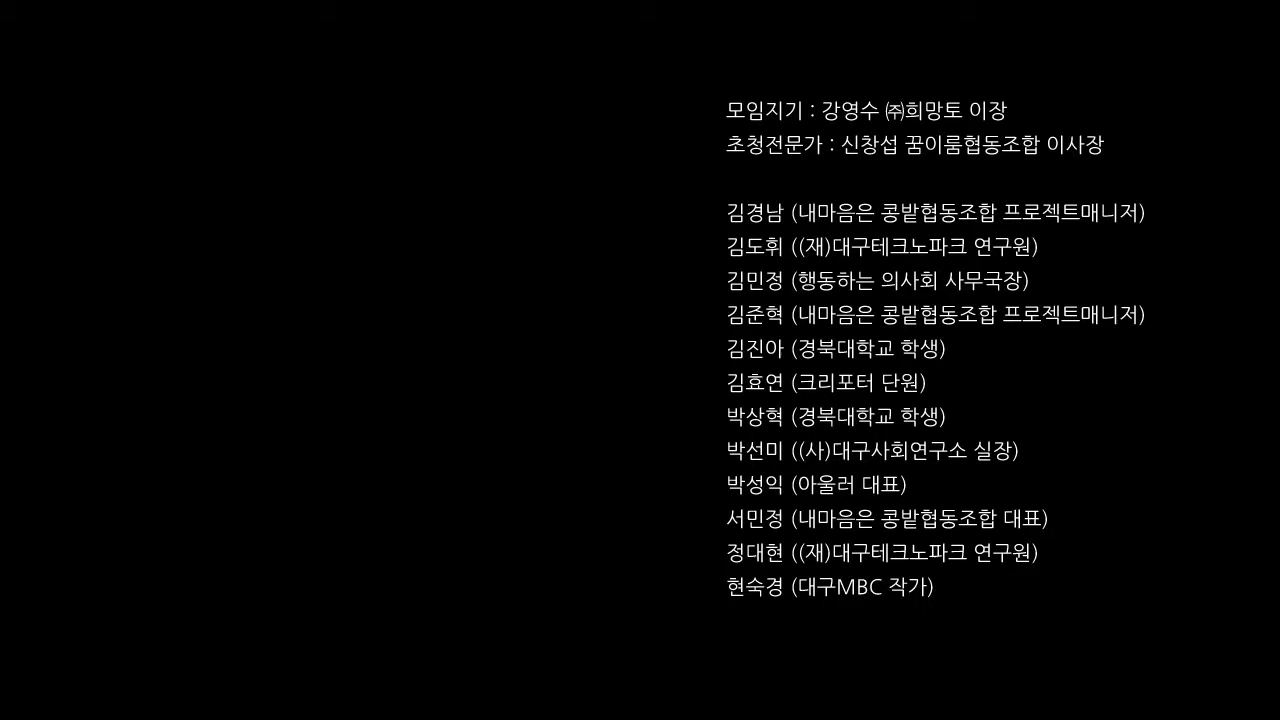 모임지기 : 강영수 ㈜희망토 이장
초청전문가 : 신창섭 꿈이룸협동조합 이사장
김경남 (내마음은 콩밭협동조합 프로젝트매니저)
김도휘 ((재)대구테크노파크 연구원)
김민정 (행동하는 의사회 사무국장)
김준혁 (내마음은 콩밭협동조합 프로젝트매니저)
김진아 (경북대학교 학생)
김효연 (크리포터 단원)
박상혁 (경북대학교 학생)
박선미 ((사)대구사회연구소 실장)
박성익 (아울러 대표)
서민정 (내마음은 콩밭협동조합 대표)
정대현 ((재)대구테크노파크 연구원)
현숙경 (대구MBC 작가)